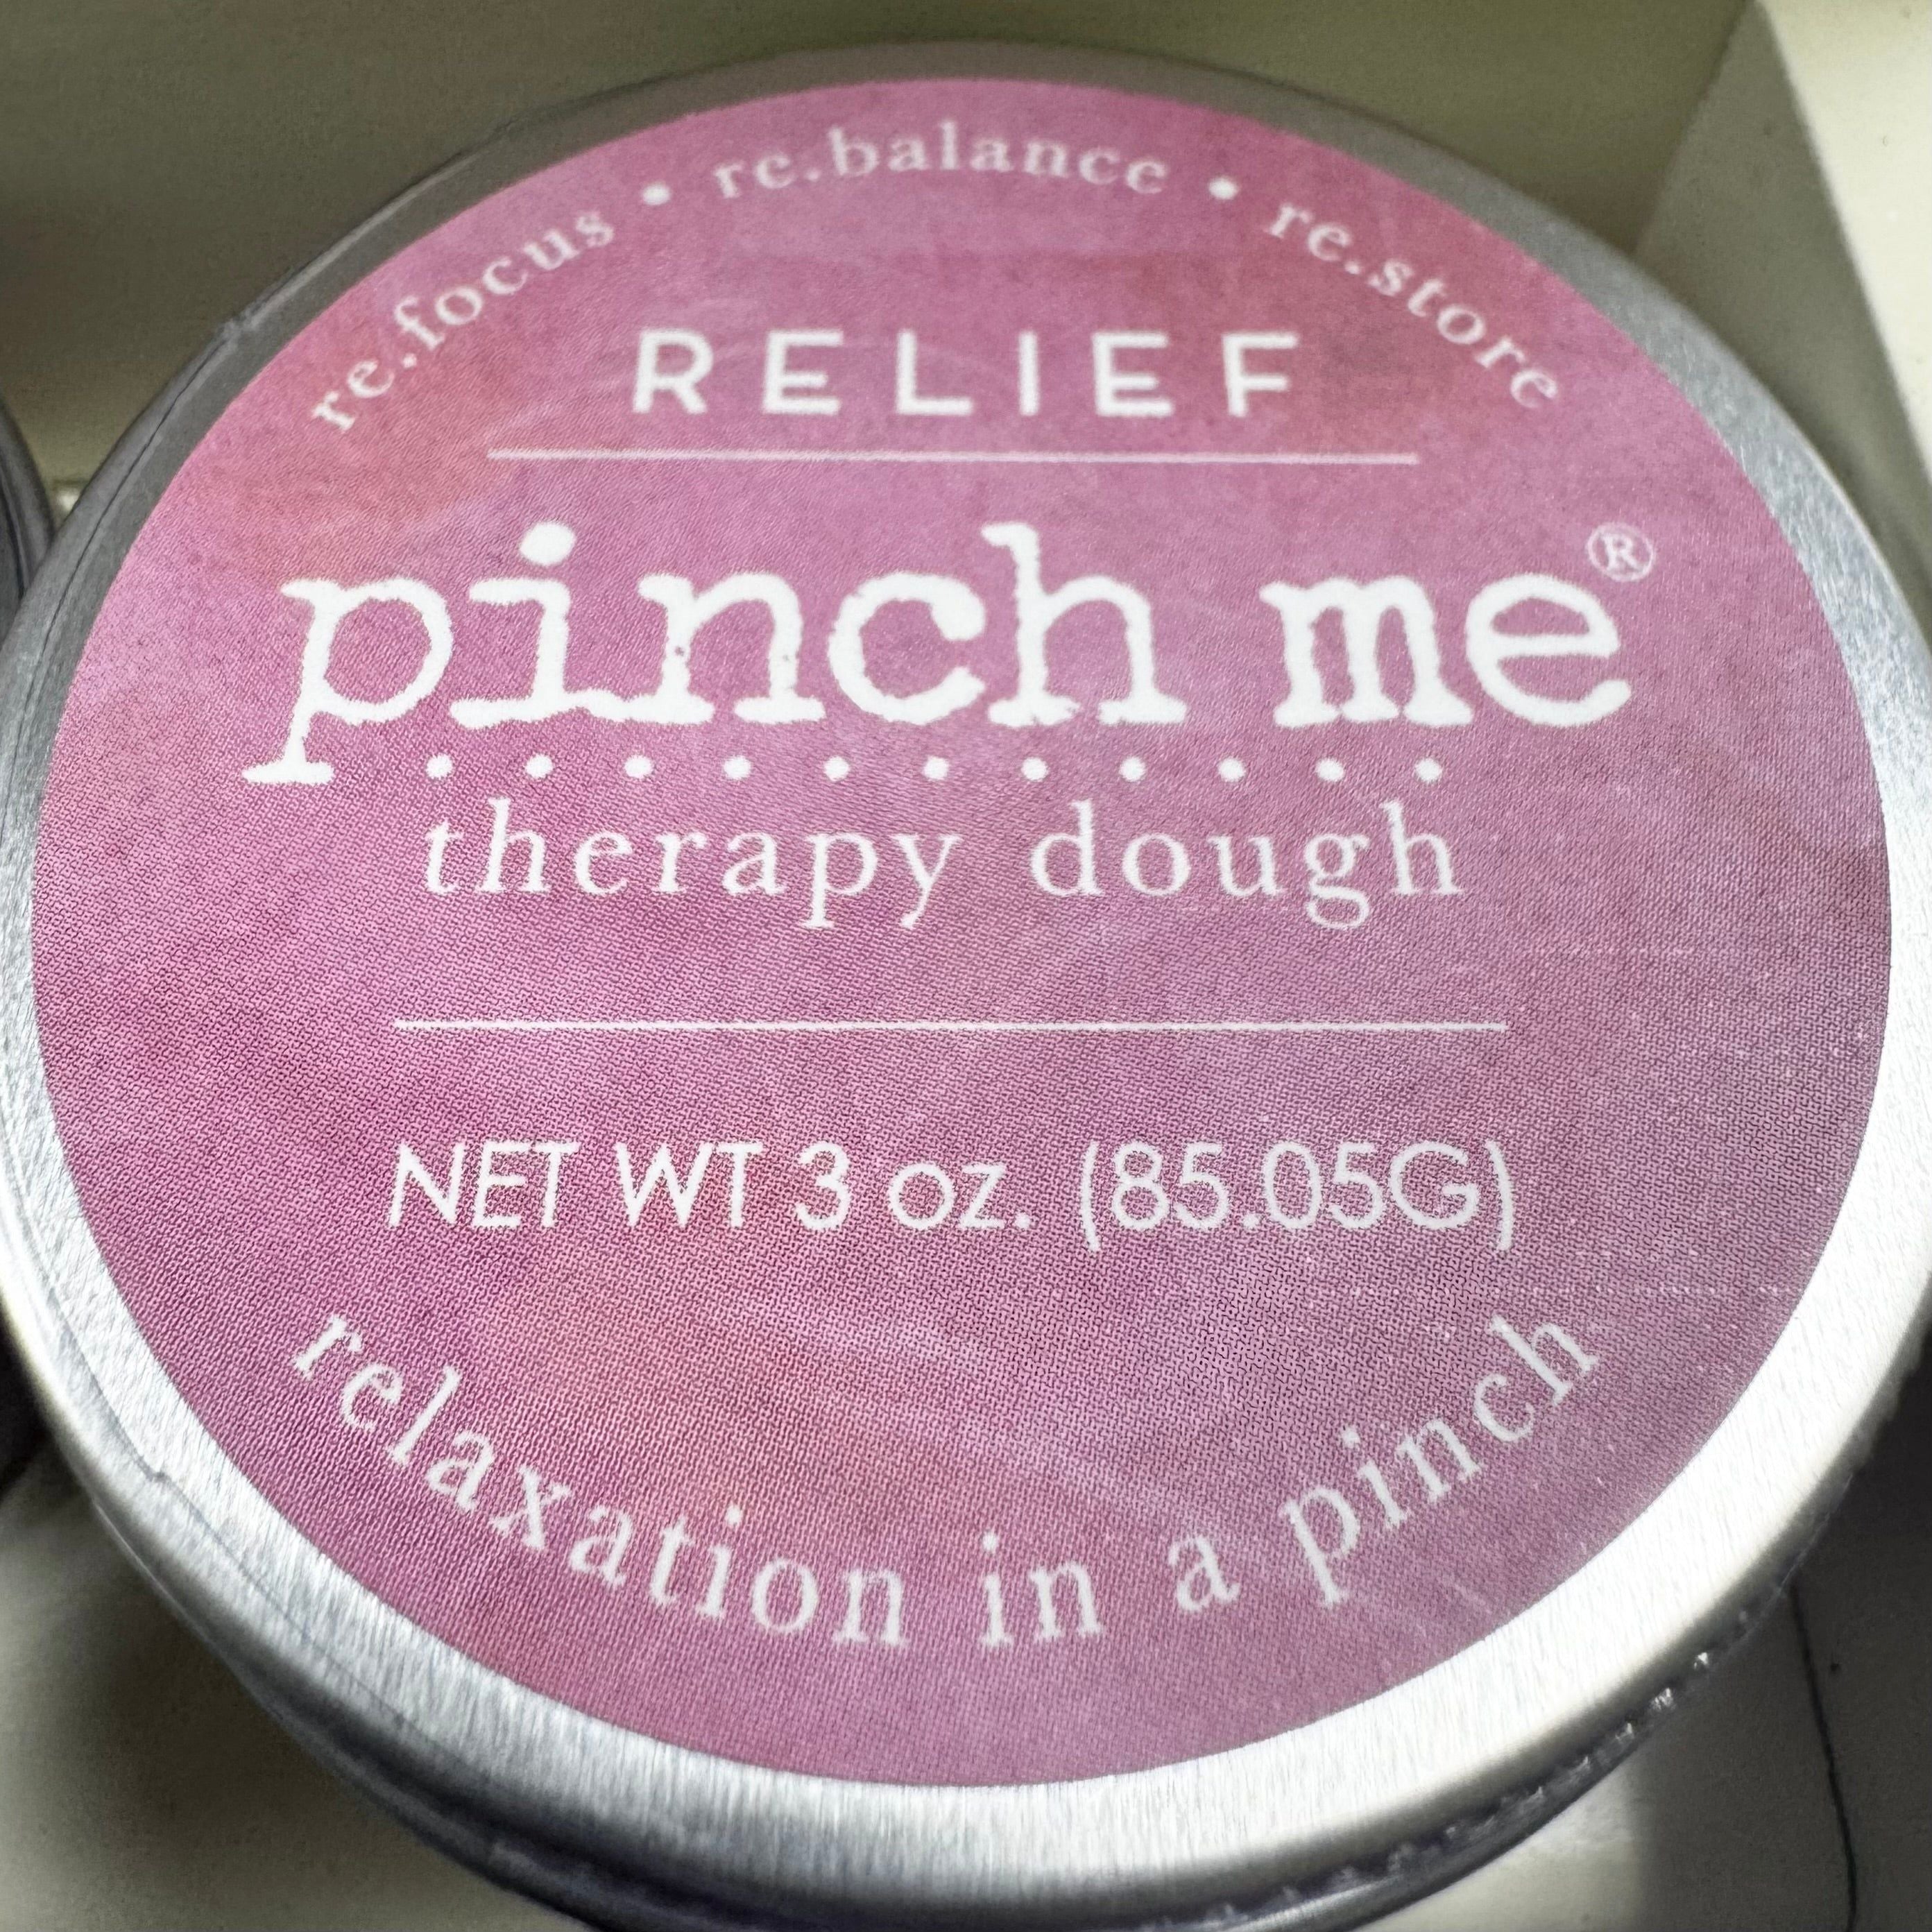 re.focus • re.balance • re.store
RELIEF
pinch me®
therapy dough
NET WT 3 oz. (85.05G)
relaxation in a pinch